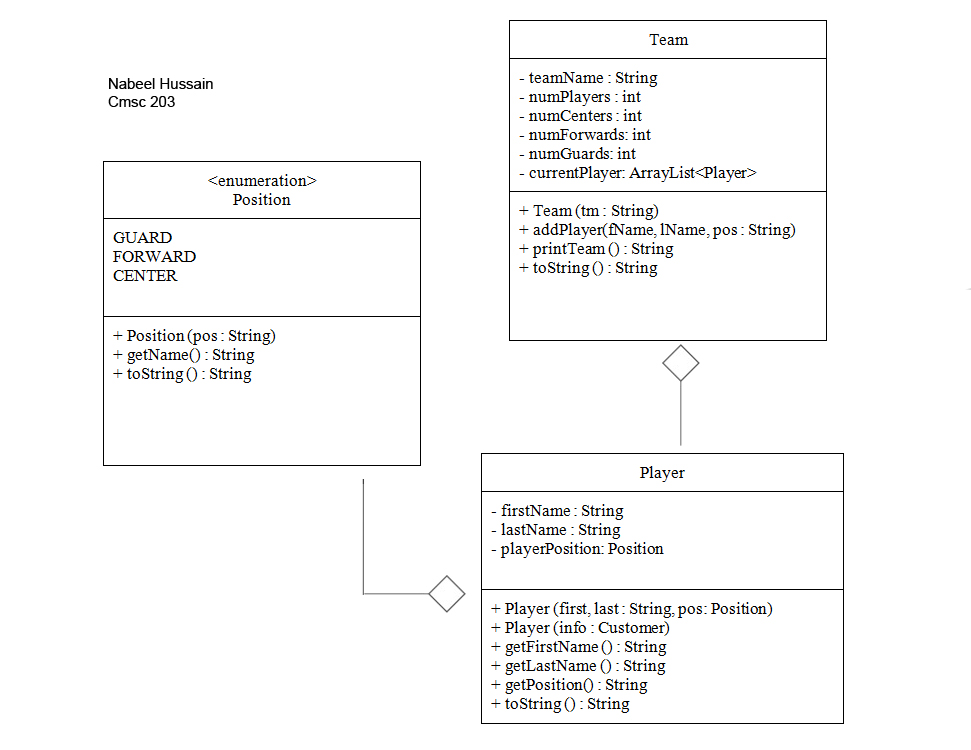 Nabeel Hussain
Cmsc 203
<enumeration>
Position
GUARD
FORWARD
CENTER
+ Position (pos : String)
+ getName() : String
+ toString () : String
Team
- teamName : String
- numPlayers : int
- numCenters : int
- numForwards: int
- numGuards: int
- currentPlayer: ArrayList<Player>
+ Team (tm : String)
+ addPlayer(fName, lName, pos : String)
+ printTeam () : String
+ toString () : String
Player
- firstName : String
- lastName : String
- playerPosition: Position
+ Player (first, last : String, pos: Position)
+ Player (info : Customer)
+ getFirstName () : String
+ getLastName () : String
+ getPosition() : String
+ toString () : String